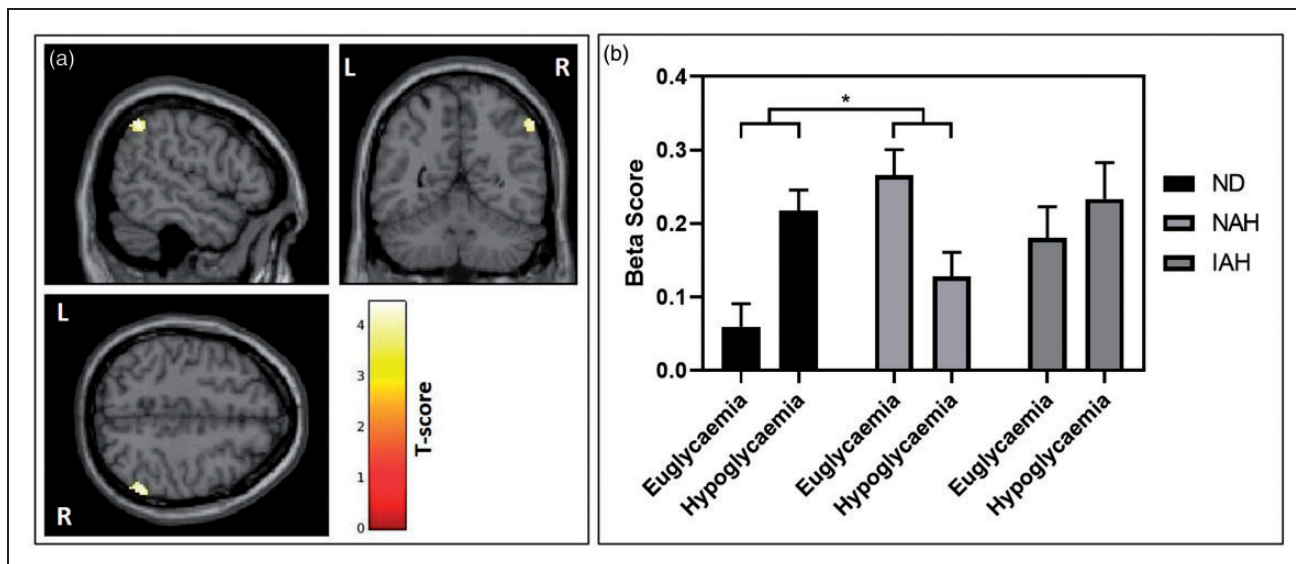 (a)
L
R
L
R
4
3
2
1
0
T-score
(b)
0.4
0.3
0.2
0.1
0.0
Beta Score
*
Euglycaemia
Hypoglycaemia
Euglycaemia
Hypoglycaemia
Euglycaemia
Hypoglycaemia
ND
NAH
IAH